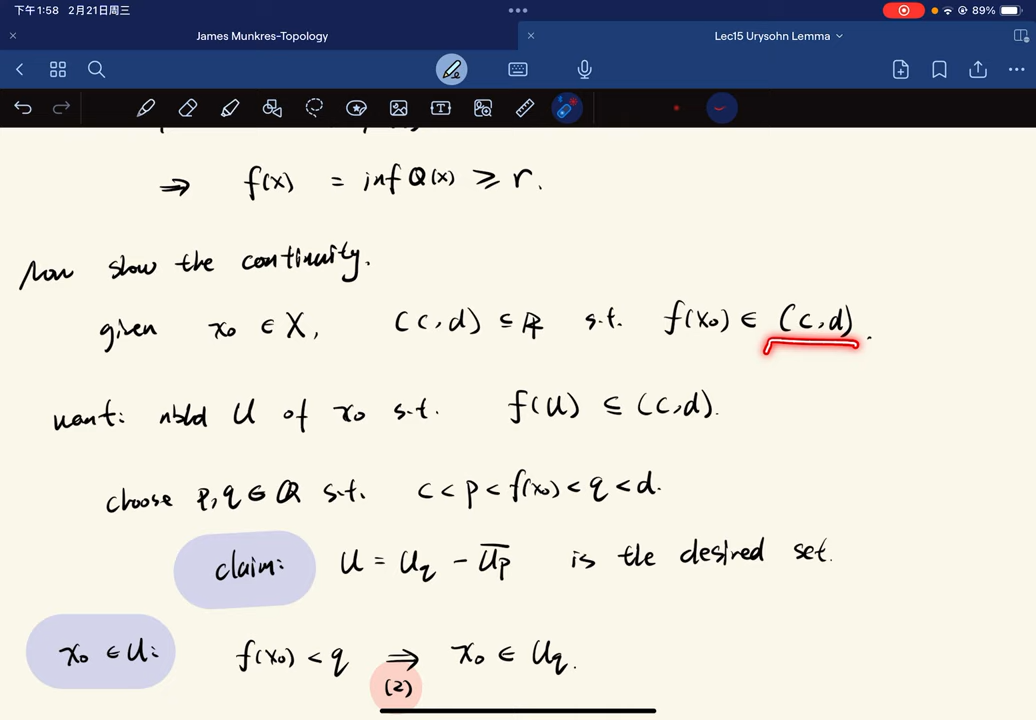 下午1:58 2月21日周三
89%
James Munkres-Topology
Lec15 Urysohn Lemma
⇒ f(x) = inf Q(x) ≥ r.
Now show the continuity.
given x₀ ∈ X, (c,d) ⊆ ℝ s.t. f(x₀) ∈ (c,d).
want: nbhd U of x₀ s.t. f(U) ⊆ (c,d).
choose p,q ∈ ℚ s.t. c < p < f(x₀) < q < d.
claim: U = U_q - \overline{U_p} is the desired set.
x₀ ∈ U: f(x₀) < q ⇒ x₀ ∈ U_q.
(2)